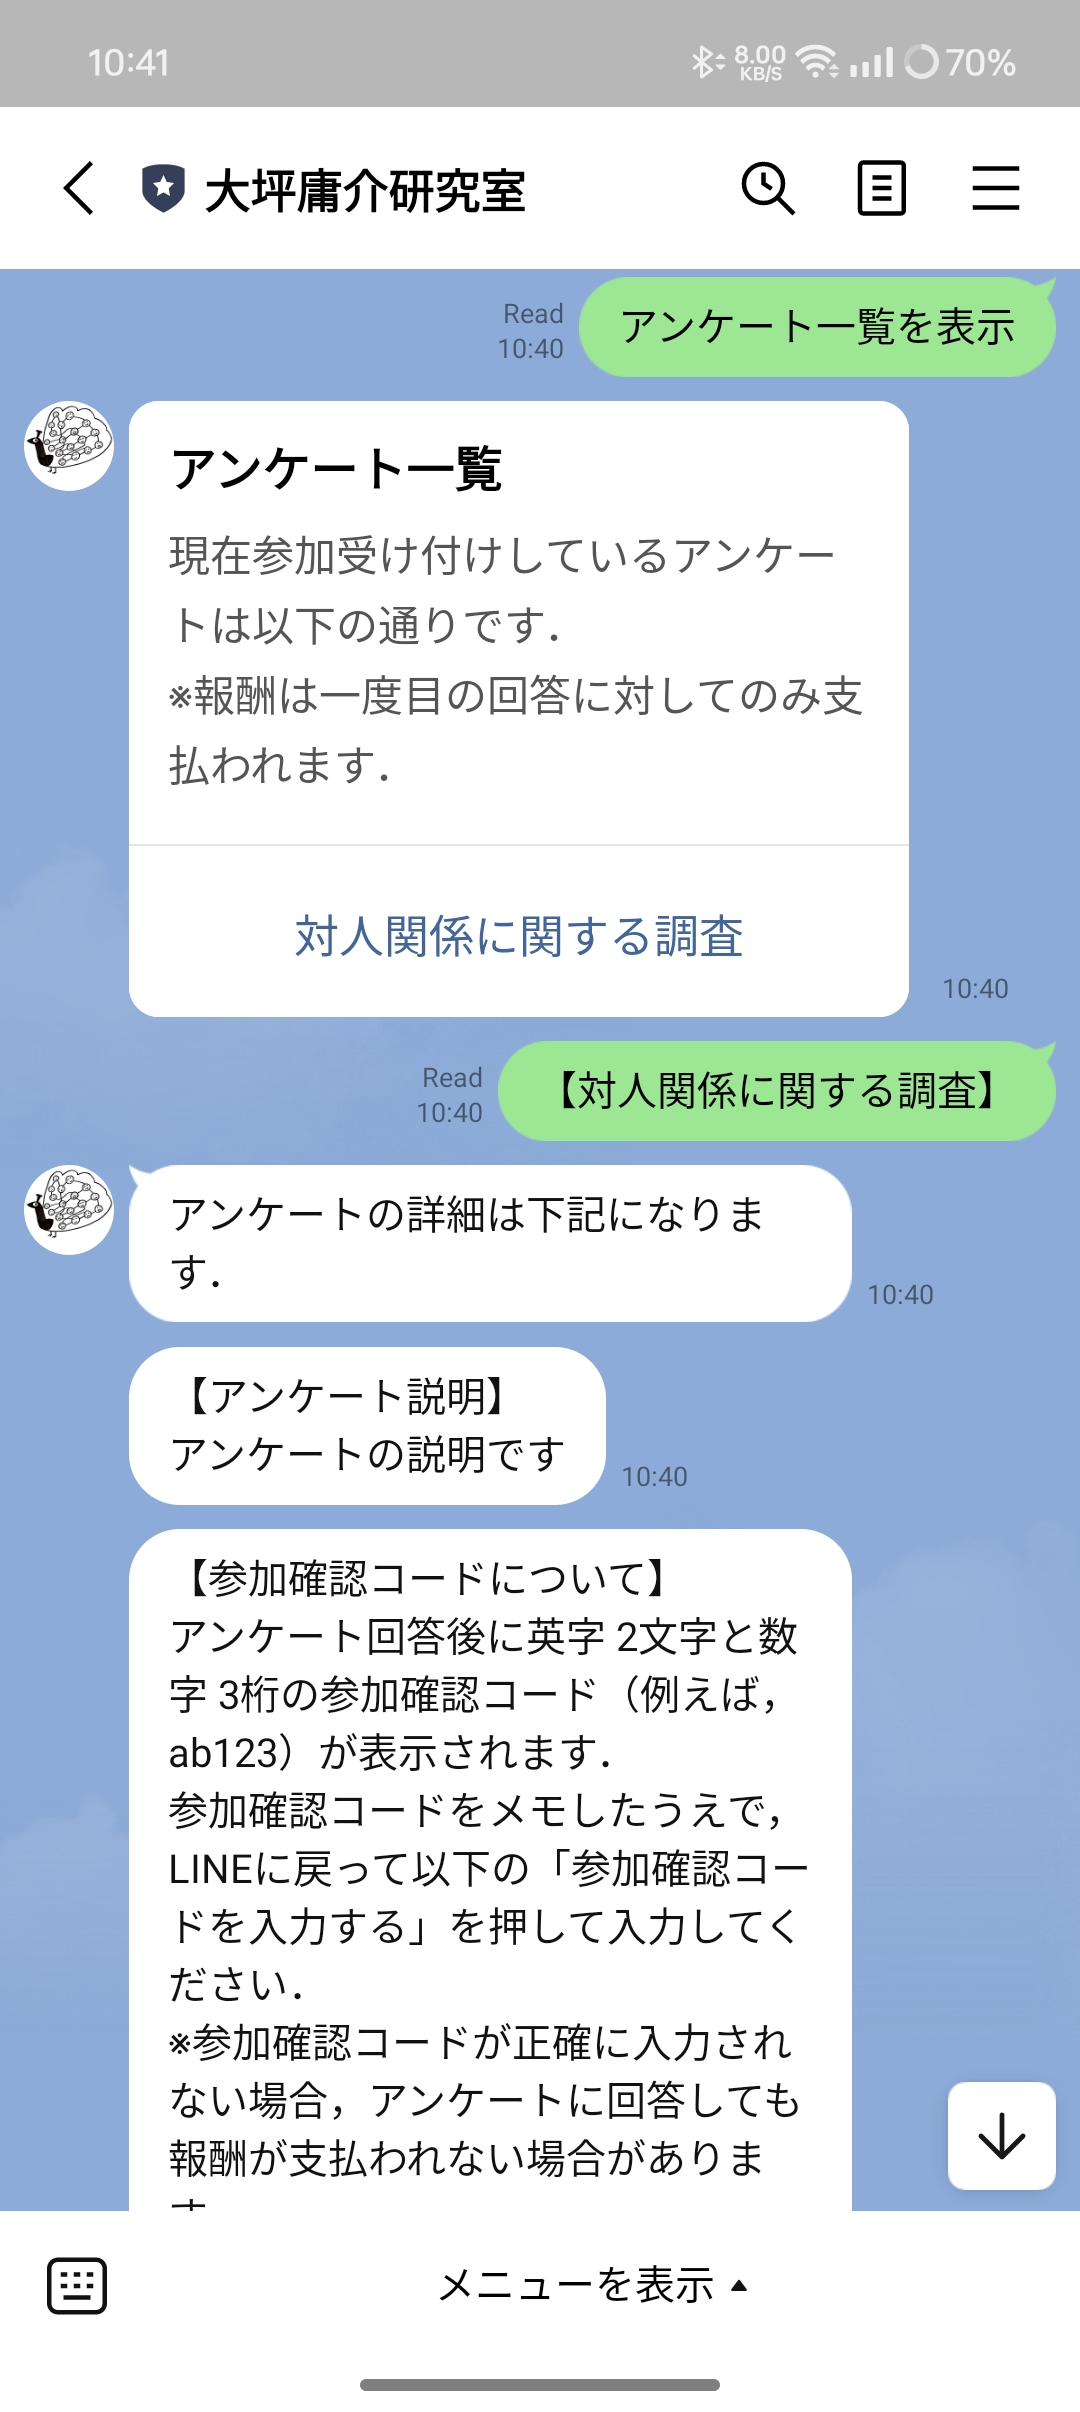 10:41
8.00
KB/S
70%
大坪庸介研究室
Read
10:40
アンケート一覧を表示
アンケート一覧
現在参加受け付けしているアンケー
トは以下の通りです．
※報酬は一度目の回答に対してのみ支
払われます．
対人関係に関する調査
10:40
Read
10:40
【対人関係に関する調査】
アンケートの詳細は下記になりま
す．
10:40
【アンケート説明】
アンケートの説明です
10:40
【参加確認コードについて】
アンケート回答後に英字 2文字と数
字 3桁の参加確認コード（例えば，
ab123）が表示されます．
参加確認コードをメモしたうえで，
LINEに戻って以下の「参加確認コー
ドを入力する」を押して入力してく
ださい．
※参加確認コードが正確に入力され
ない場合，アンケートに回答しても
報酬が支払われない場合がありま
メニューを表示